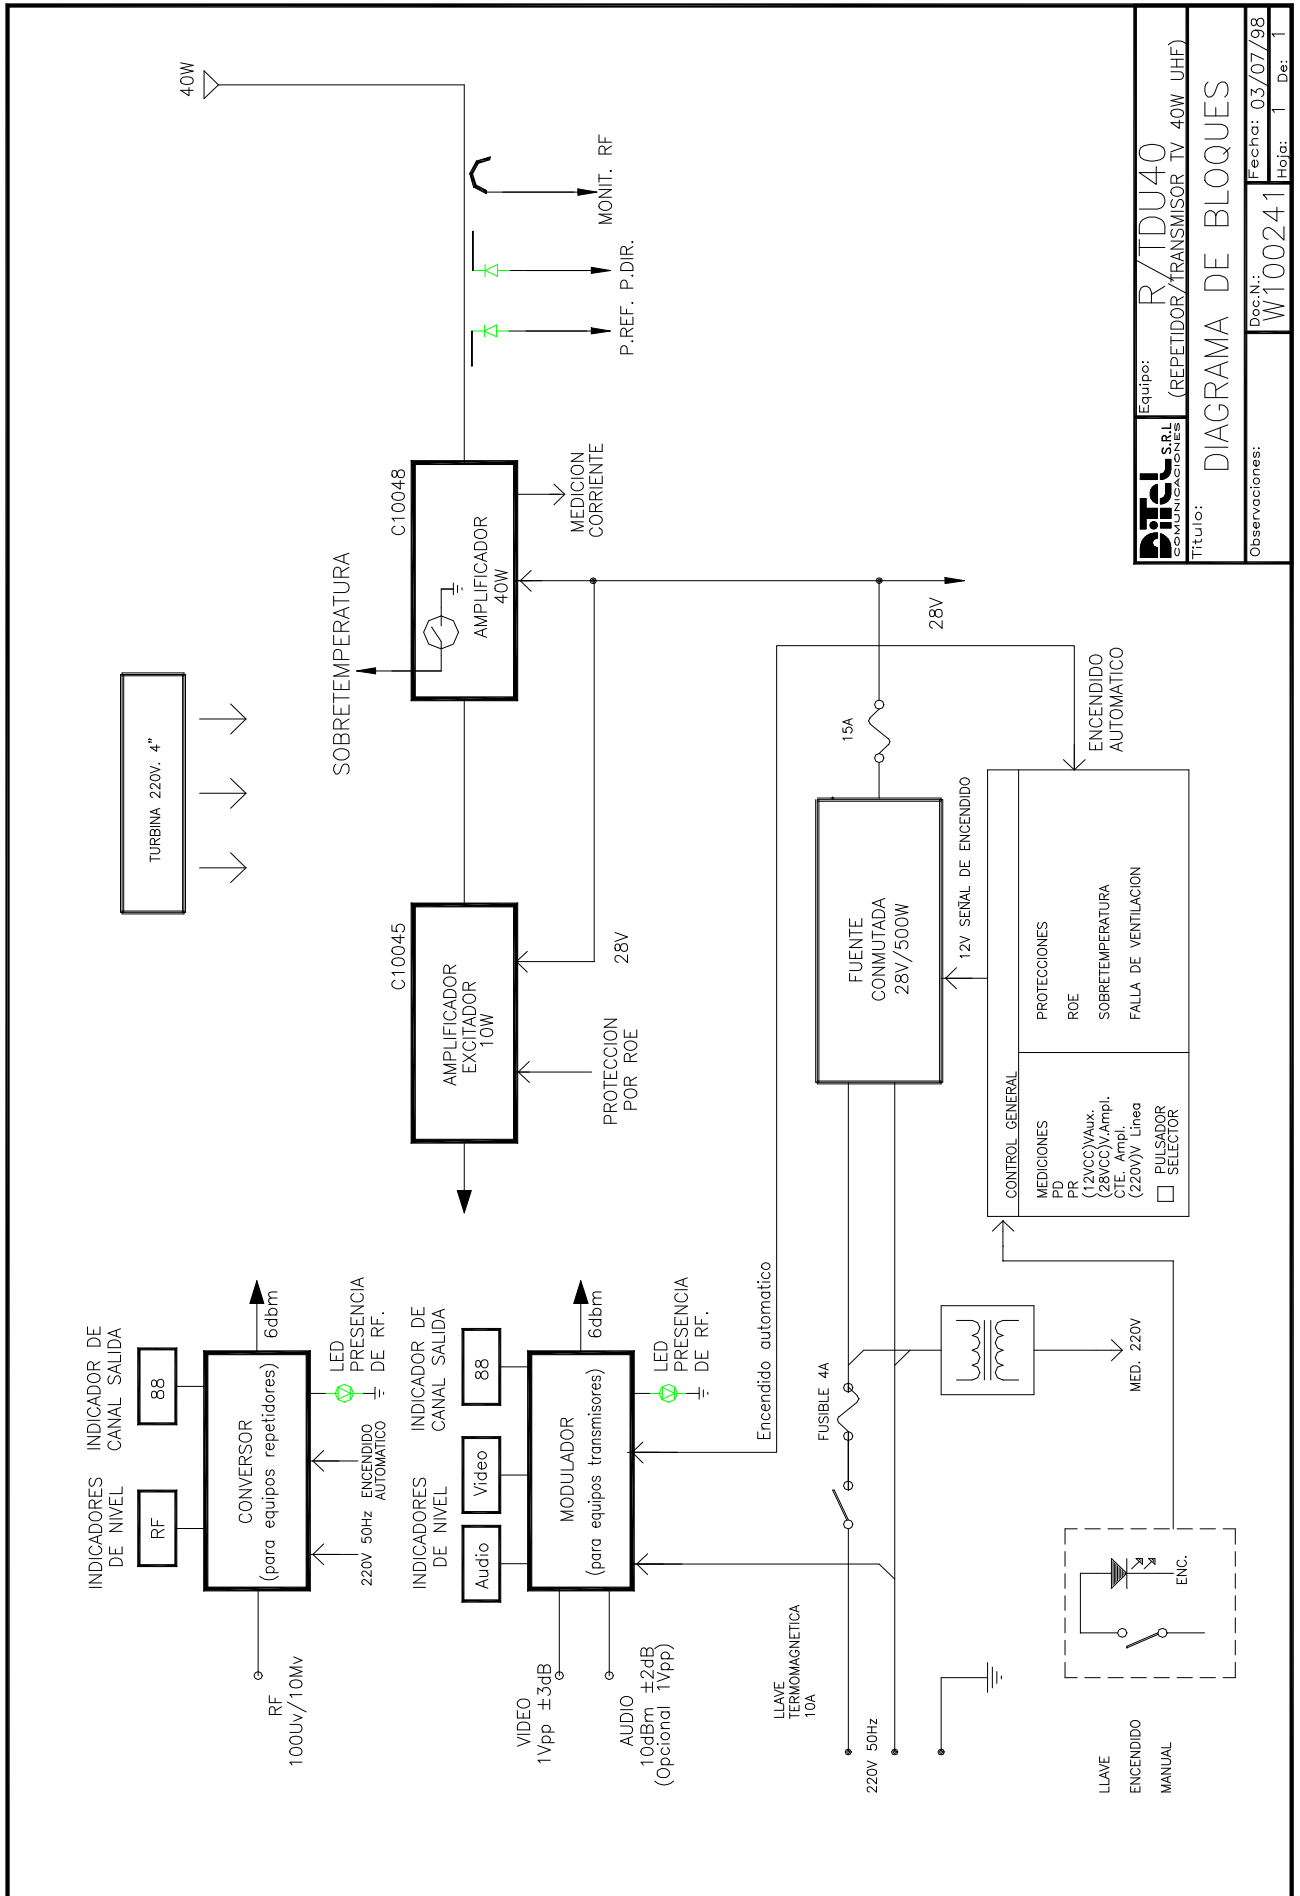 INDICADORES
DE NIVEL
INDICADOR DE
CANAL SALIDA
RF
88
CONVERSOR
(para equipos repetidores)
6dbm
RF
100Uv/10Mv
220V 50Hz
ENCENDIDO
AUTOMATICO
LED
PRESENCIA
DE RF.
INDICADORES
DE NIVEL
INDICADOR DE
CANAL SALIDA
Audio
Video
88
MODULADOR
(para equipos transmisores)
6dbm
VIDEO
1Vpp ±3dB
AUDIO
10dBm ±2dB
(Opcional 1Vpp)
LED
PRESENCIA
DE RF.
TURBINA 220V. 4"
SOBRETEMPERATURA
C10045
AMPLIFICADOR
EXCITADOR
10W
PROTECCION
POR ROE
28V
C10048
AMPLIFICADOR
40W
MEDICION
CORRIENTE
P.REF.
P.DIR.
MONIT. RF
40W
Encendido automatico
LLAVE
TERMOMAGNETICA
10A
FUSIBLE 4A
220V 50Hz
MED. 220V
FUENTE
CONMUTADA
28V/500W
15A
28V
12V SEÑAL DE ENCENDIDO
ENCENDIDO
AUTOMATICO
CONTROL GENERAL
MEDICIONES
PD
PR
(12VCC)VAux.
(28VCC)V.Ampl.
CTE. Ampl.
(220V)V Linea
PULSADOR
SELECTOR
PROTECCIONES
ROE
SOBRETEMPERATURA
FALLA DE VENTILACION
LLAVE
ENCENDIDO
MANUAL
ENC.
DiTel S.R.L
COMUNICACIONES
Equipo:
R/TDU40
(REPETIDOR/TRANSMISOR TV 40W UHF)
Titulo:
DIAGRAMA DE BLOQUES
Observaciones:
Doc.N.:
W100241
Fecha: 03/07/98
Hoja: 1 De: 1